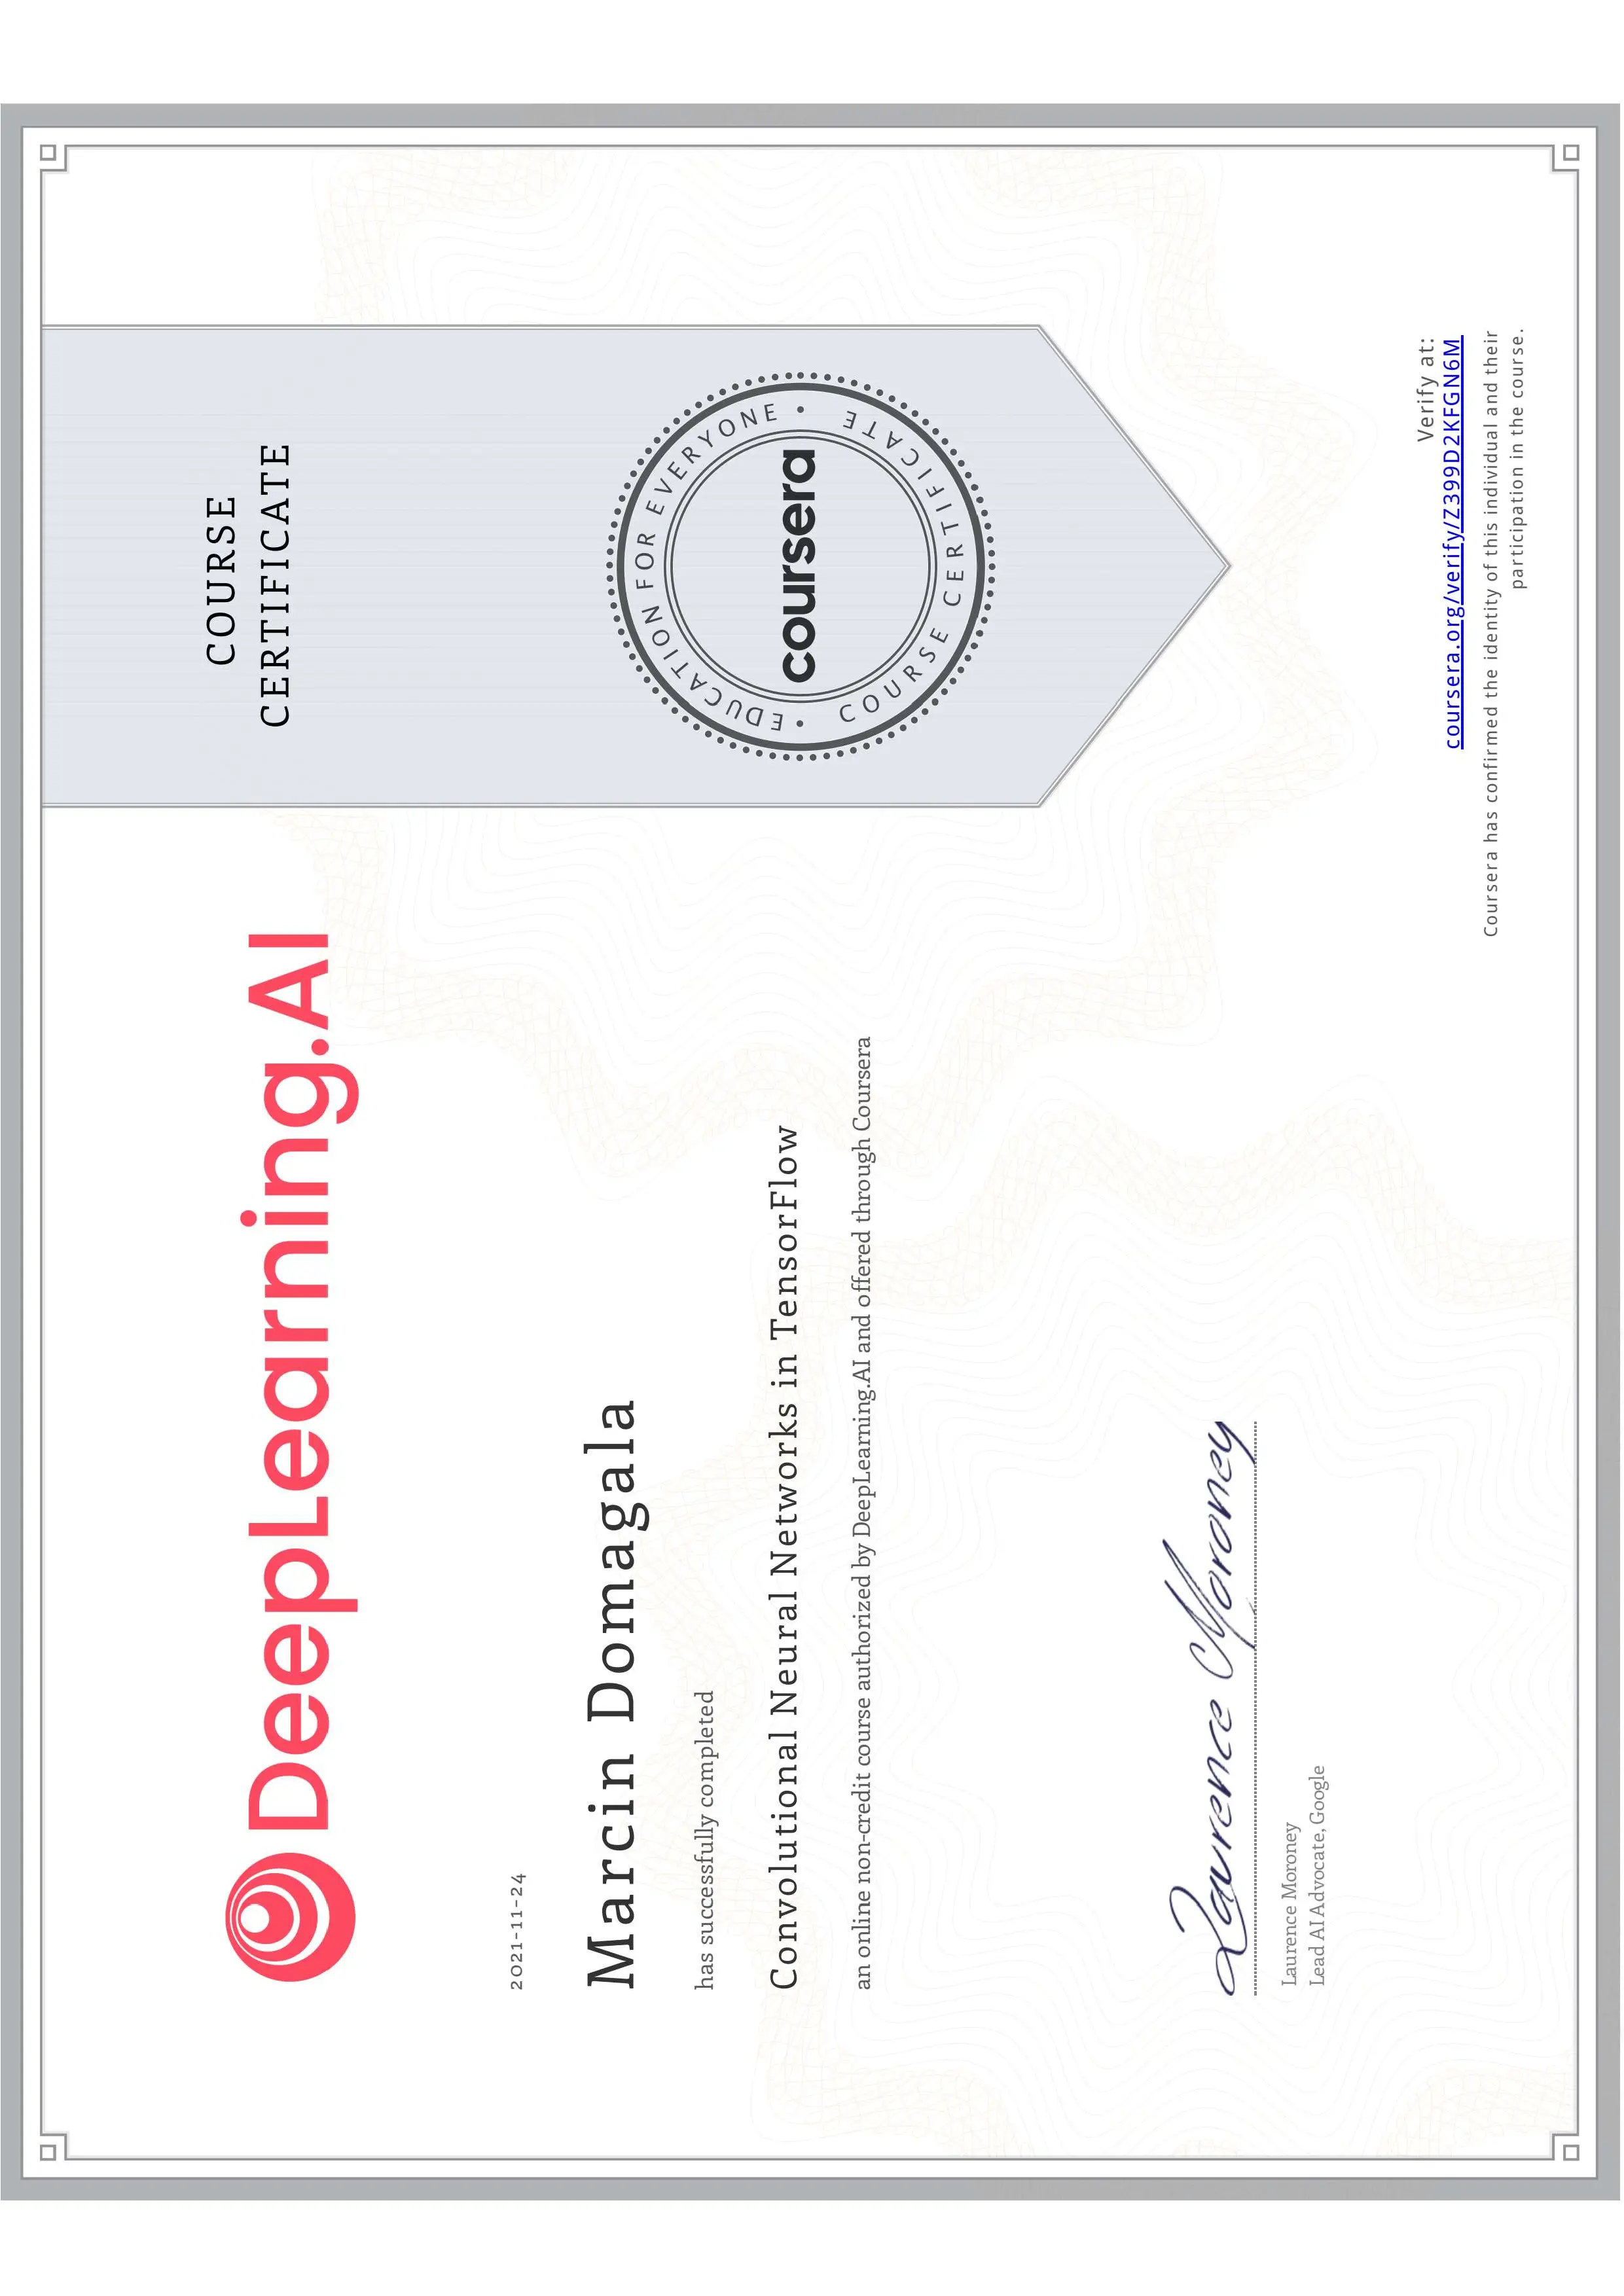 DeepLearning.AI
COURSE
CERTIFICATE
2021-11-24
Marcin Domagala
has successfully completed
Convolutional Neural Networks in TensorFlow
an online non-credit course authorized by DeepLearning.AI and offered through Coursera
EDUCATION FOR EVERYONE
coursera
COURSE CERTIFICATE
Laurence Moroney
Laurence Moroney
Lead AI Advocate, Google
Verify at:
coursera.org/verify/Z399D2KFGN6M
Coursera has confirmed the identity of this individual and their
participation in the course.